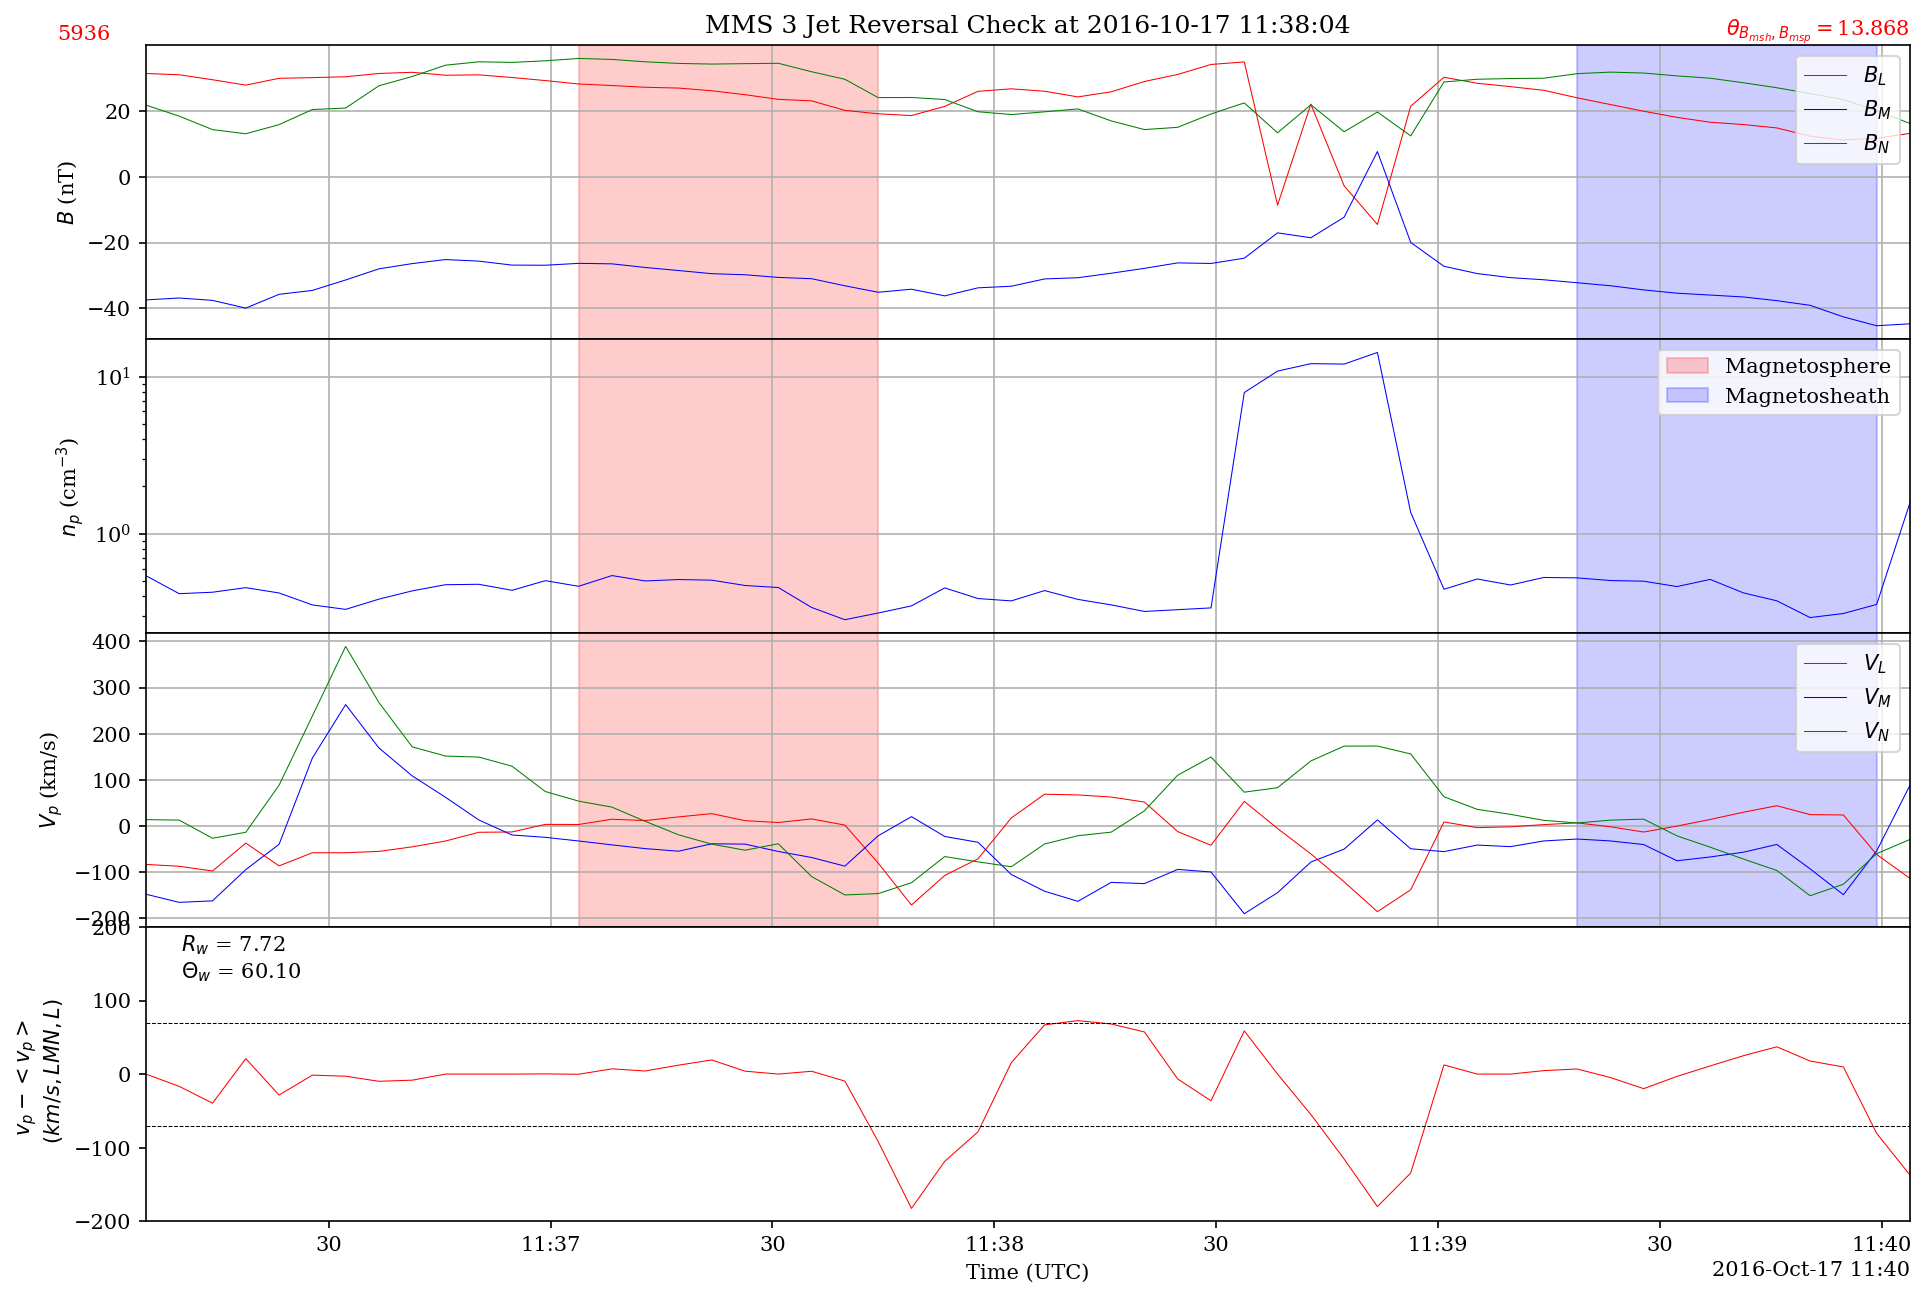 5936
MMS 3 Jet Reversal Check at 2016-10-17 11:38:04
θ_{B_{msh}, B_{msp}} = 13.868
B (nT)
20
0
−20
−40
B_L
B_M
B_N
n_p (cm^{−3})
10^1
10^0
Magnetosphere
Magnetosheath
V_p (km/s)
400
300
200
100
0
−100
−200
V_L
V_M
V_N
v_p − < v_p >
(km/s, LMN, L)
200
100
0
−100
−200
R_w = 7.72
Θ_w = 60.10
30 11:37 30 11:38 30 11:39 30 11:40
Time (UTC)
2016-Oct-17 11:40